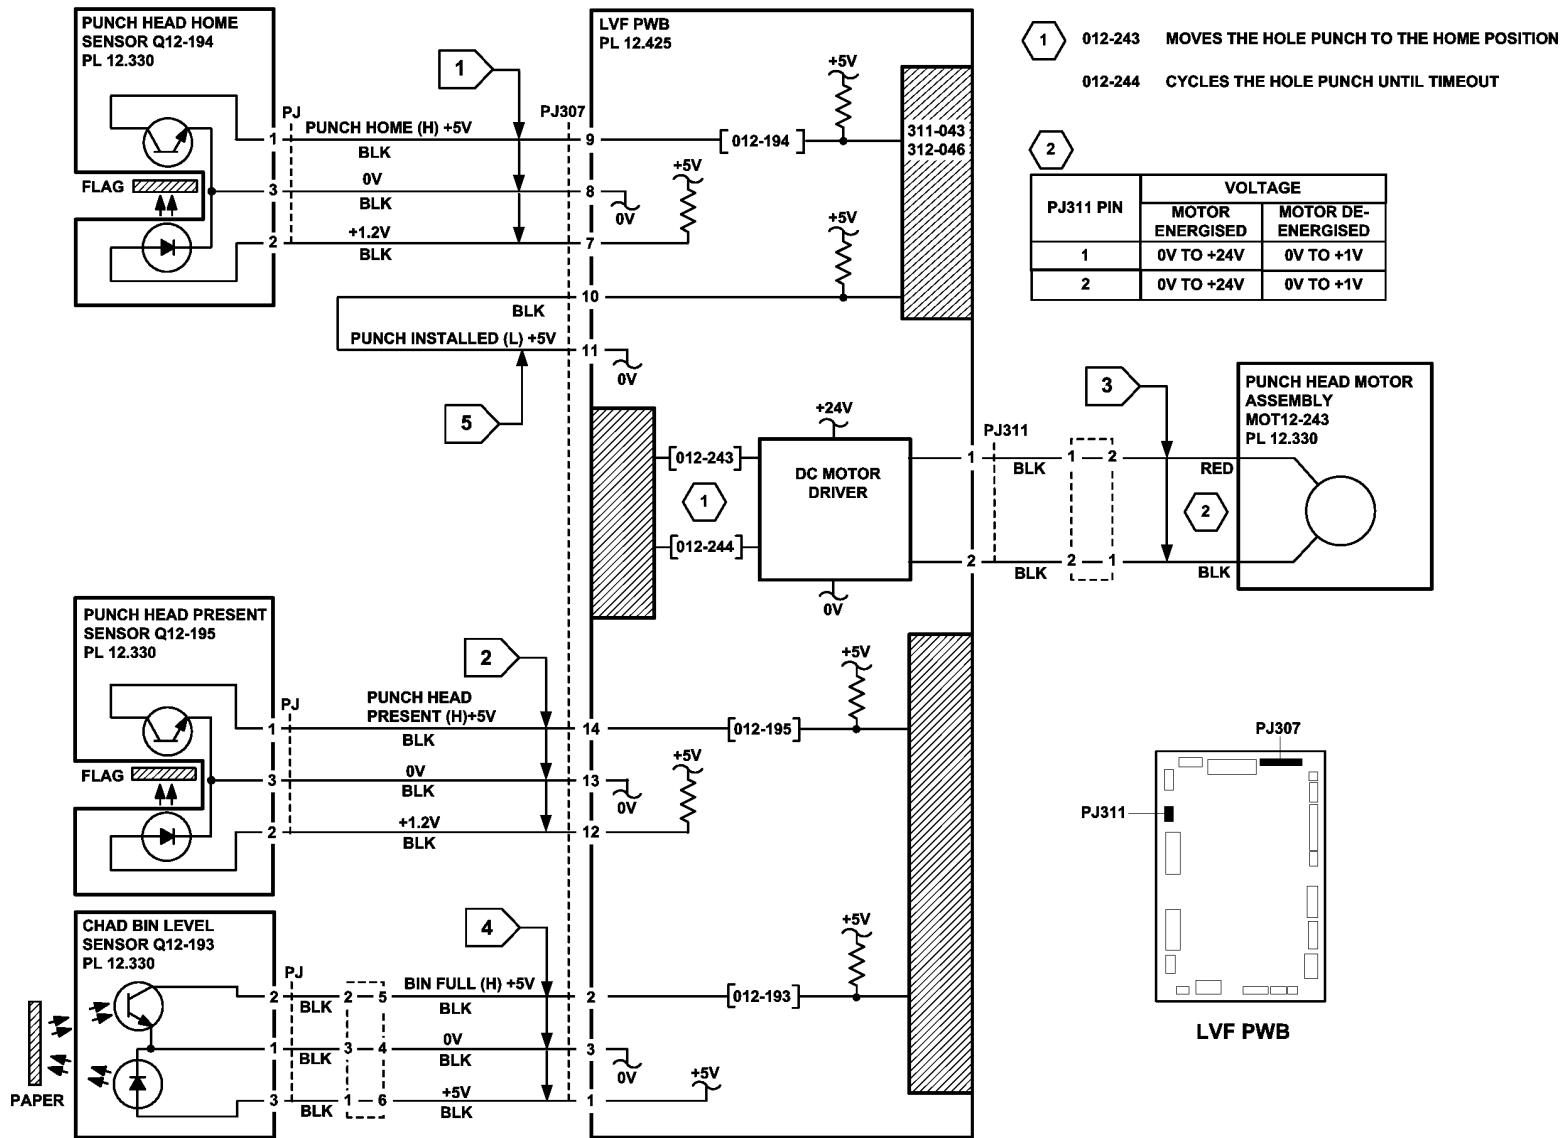 PUNCH HEAD HOME
SENSOR Q12-194
PL 12.330
FLAG
1
3
2
PJ
PUNCH HOME (H) +5V
BLK
0V
BLK
+1.2V
BLK
1
PJ307
LVF PWB
PL 12.425
9
8
7
10
11
0V
[012-194]
+5V
+5V
+5V
311-043
312-046
BLK
PUNCH INSTALLED (L) +5V
0V
5
1 012-243 MOVES THE HOLE PUNCH TO THE HOME POSITION
012-244 CYCLES THE HOLE PUNCH UNTIL TIMEOUT
2
PJ311 PIN
VOLTAGE
MOTOR ENERGISED
MOTOR DE-ENERGISED
1 0V TO +24V 0V TO +1V
2 0V TO +24V 0V TO +1V
[012-243]
1
[012-244]
+24V
DC MOTOR
DRIVER
0V
1
2
PJ311
BLK
1 2
BLK
2 1
3
RED
2
BLK
PUNCH HEAD MOTOR
ASSEMBLY
MOT12-243
PL 12.330
PUNCH HEAD PRESENT
SENSOR Q12-195
PL 12.330
FLAG
1
3
2
PJ
PUNCH HEAD
PRESENT (H)+5V
BLK
0V
BLK
+1.2V
BLK
2
14
13
12
0V
[012-195]
+5V
+5V
CHAD BIN LEVEL
SENSOR Q12-193
PL 12.330
PAPER
2
1
3
PJ
BLK
2 5
BLK
3 4
BLK
1 6
BIN FULL (H) +5V
BLK
0V
BLK
+5V
BLK
4
2
3
1
0V
+5V
[012-193]
+5V
PJ307
PJ311
LVF PWB